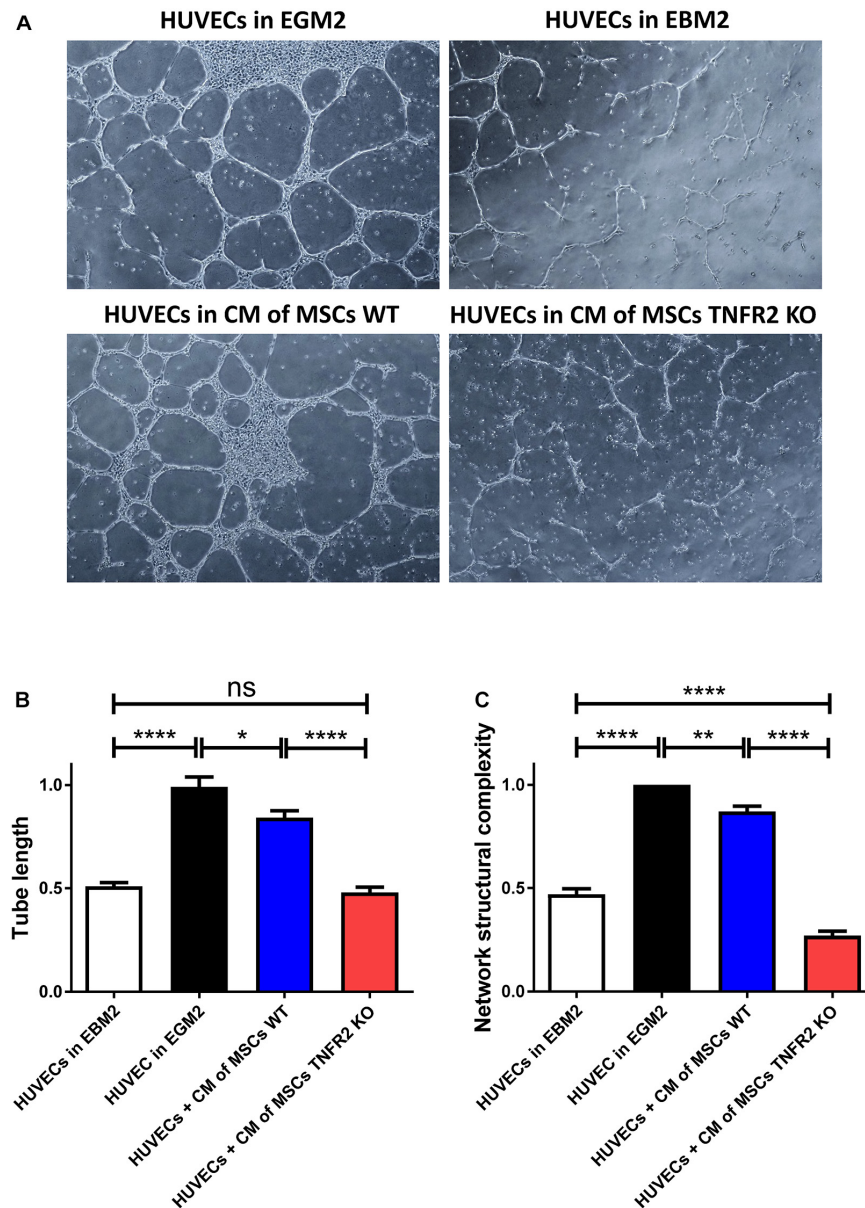 A
HUVECs in EGM2
HUVECs in EBM2
HUVECs in CM of MSCs WT
HUVECs in CM of MSCs TNFR2 KO
B
ns
****
*
****
Tube length
1.0
0.5
0.0
HUVECs in EBM2
HUVEC in EGM2
HUVECs + CM of MSCs WT
HUVECs + CM of MSCs TNFR2 KO
C
****
****
**
****
Network structural complexity
1.0
0.5
0.0
HUVECs in EBM2
HUVEC in EGM2
HUVECs + CM of MSCs WT
HUVECs + CM of MSCs TNFR2 KO